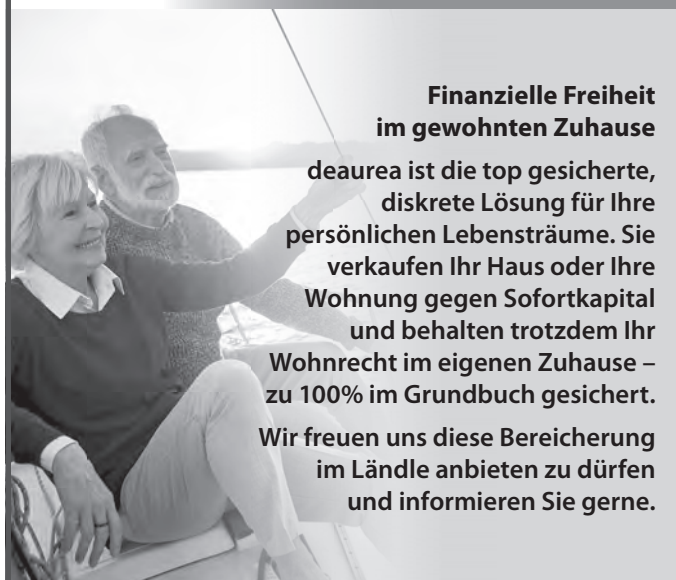 Finanzielle Freiheit
im gewohnten Zuhause
deaurea ist die top gesicherte,
diskrete Lösung für Ihre
persönlichen Lebensträume. Sie
verkaufen Ihr Haus oder Ihre
Wohnung gegen Sofortkapital
und behalten trotzdem Ihr
Wohnrecht im eigenen Zuhause –
zu 100% im Grundbuch gesichert.
Wir freuen uns diese Bereicherung
im Ländle anbieten zu dürfen
und informieren Sie gerne.